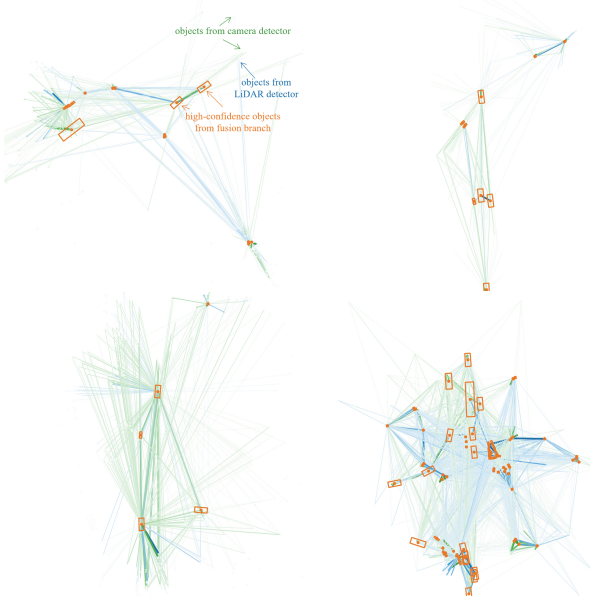 objects from camera detector
objects from
LiDAR detector
high-confidence objects
from fusion branch